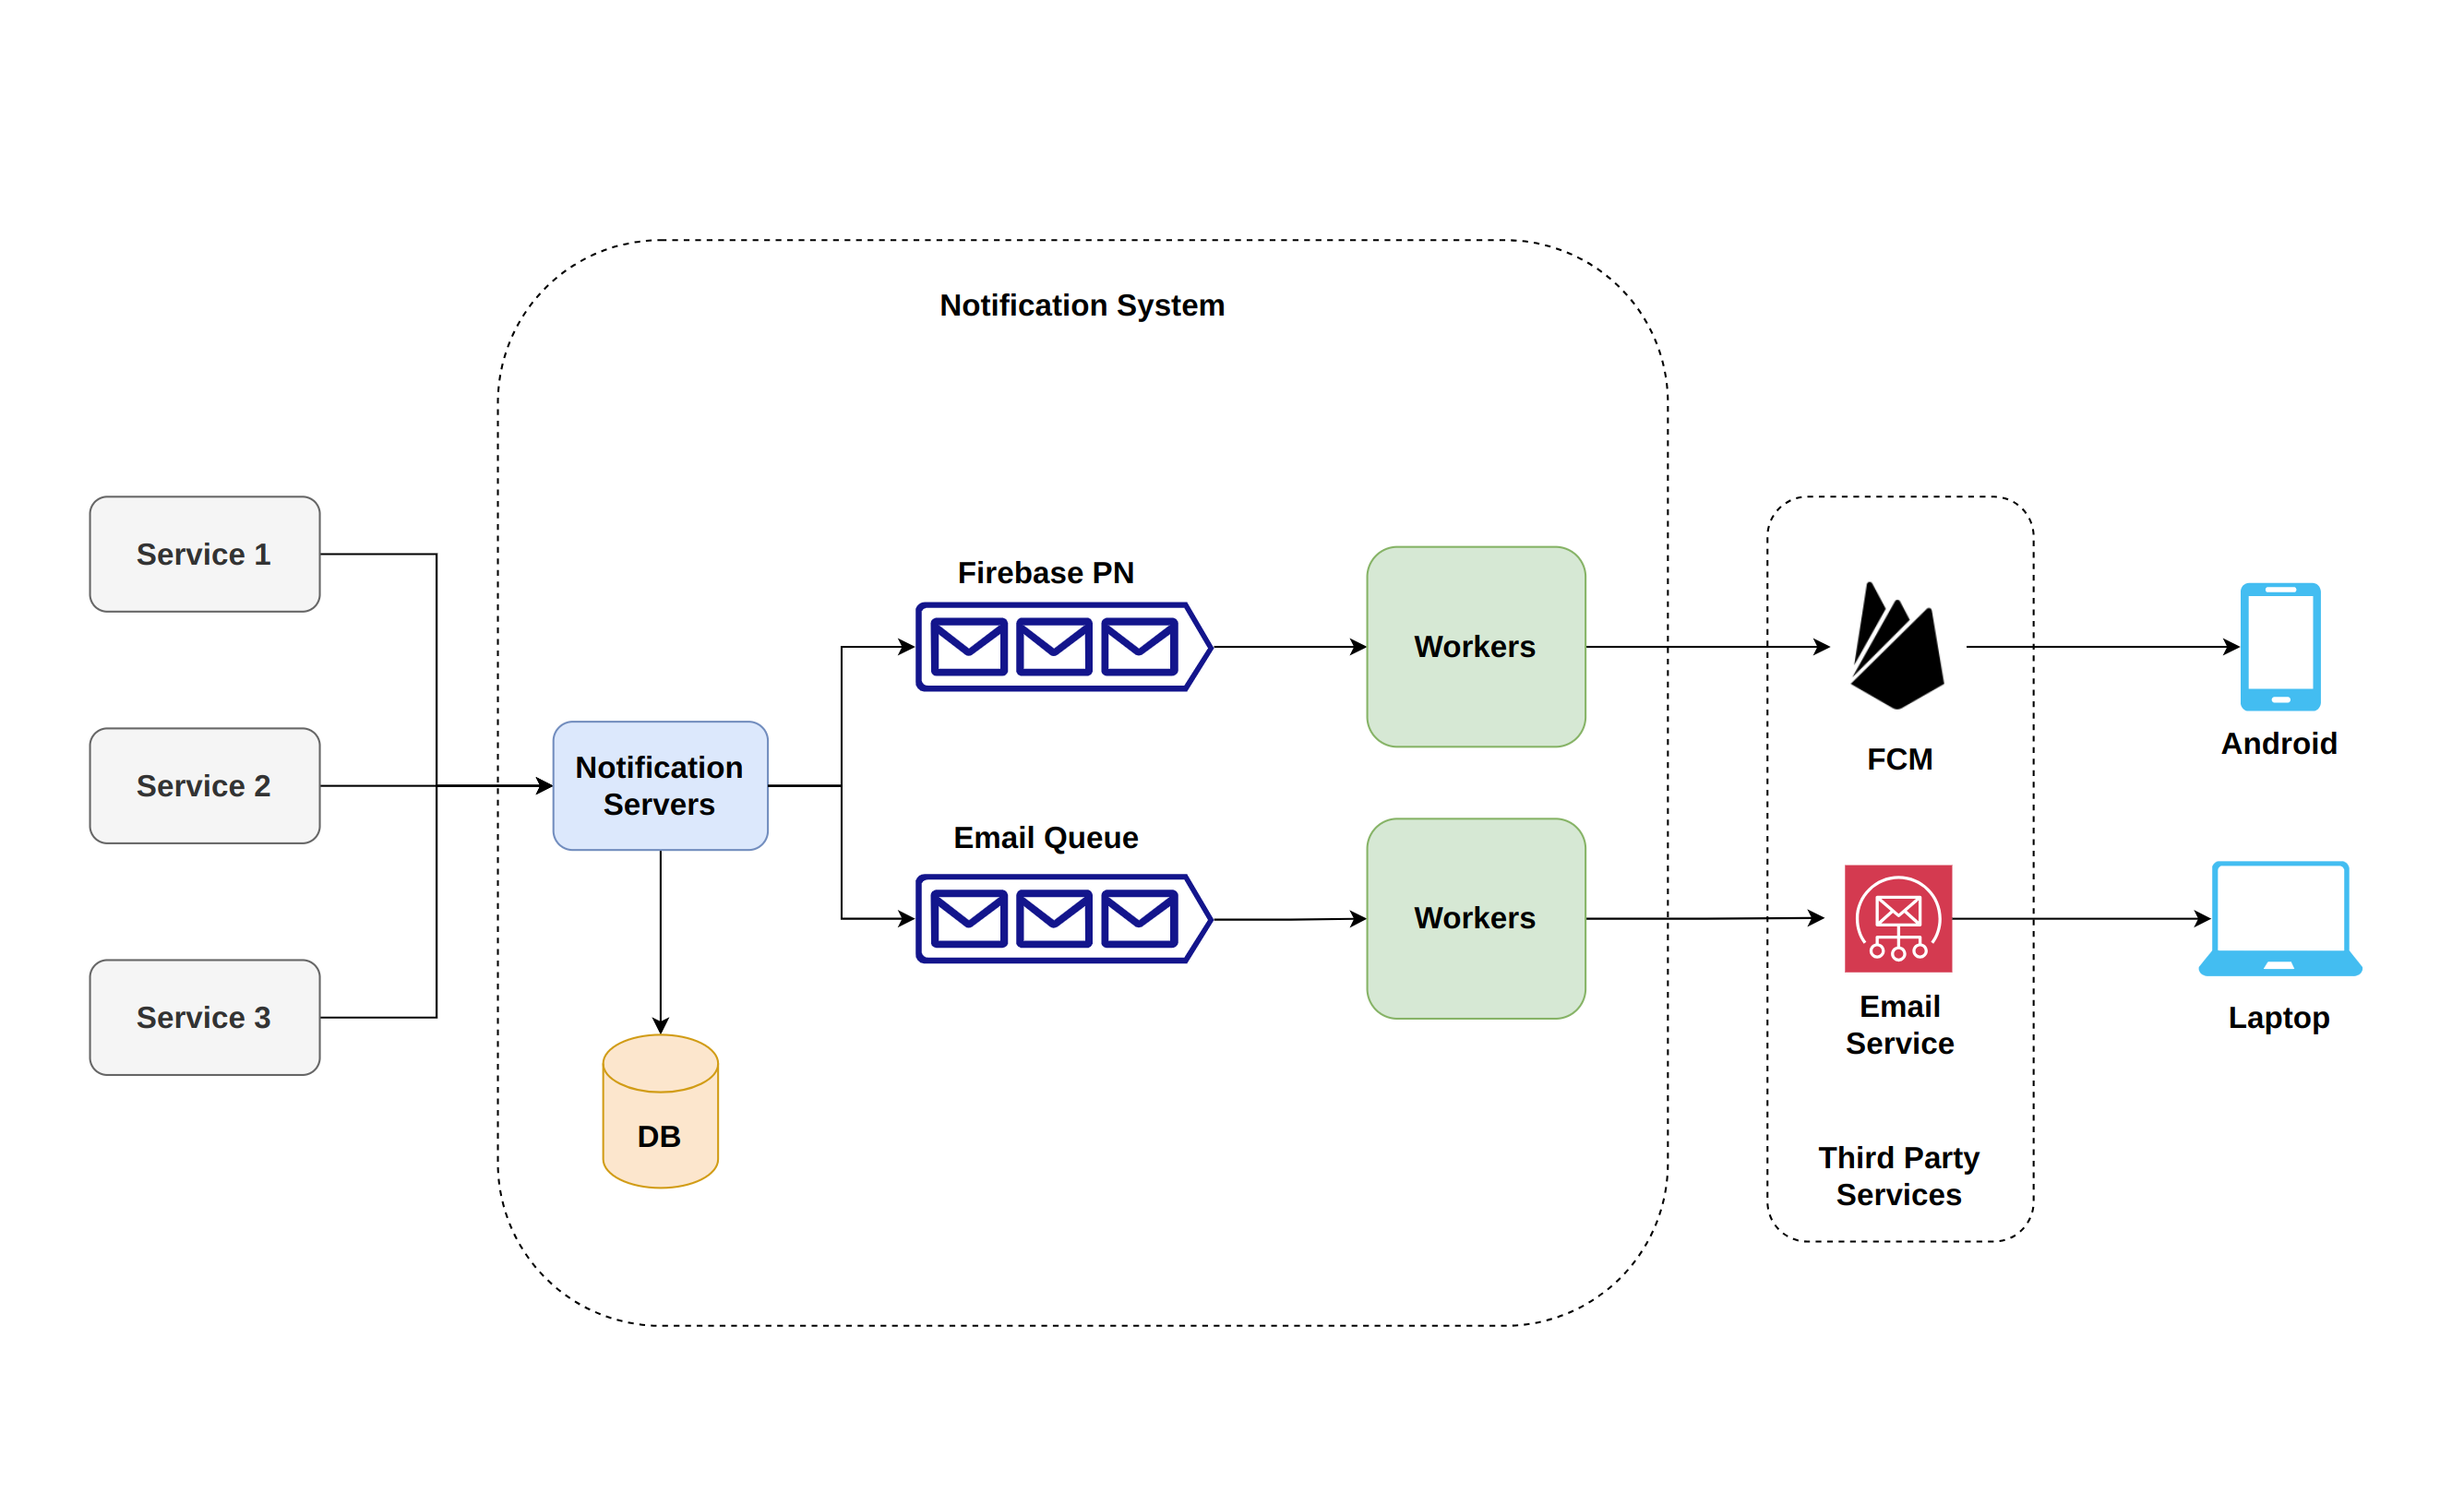 Notification System
Service 1
Service 2
Service 3
Notification
Servers
DB
Firebase PN
Email Queue
Workers
Workers
FCM
Email
Service
Third Party
Services
Android
Laptop